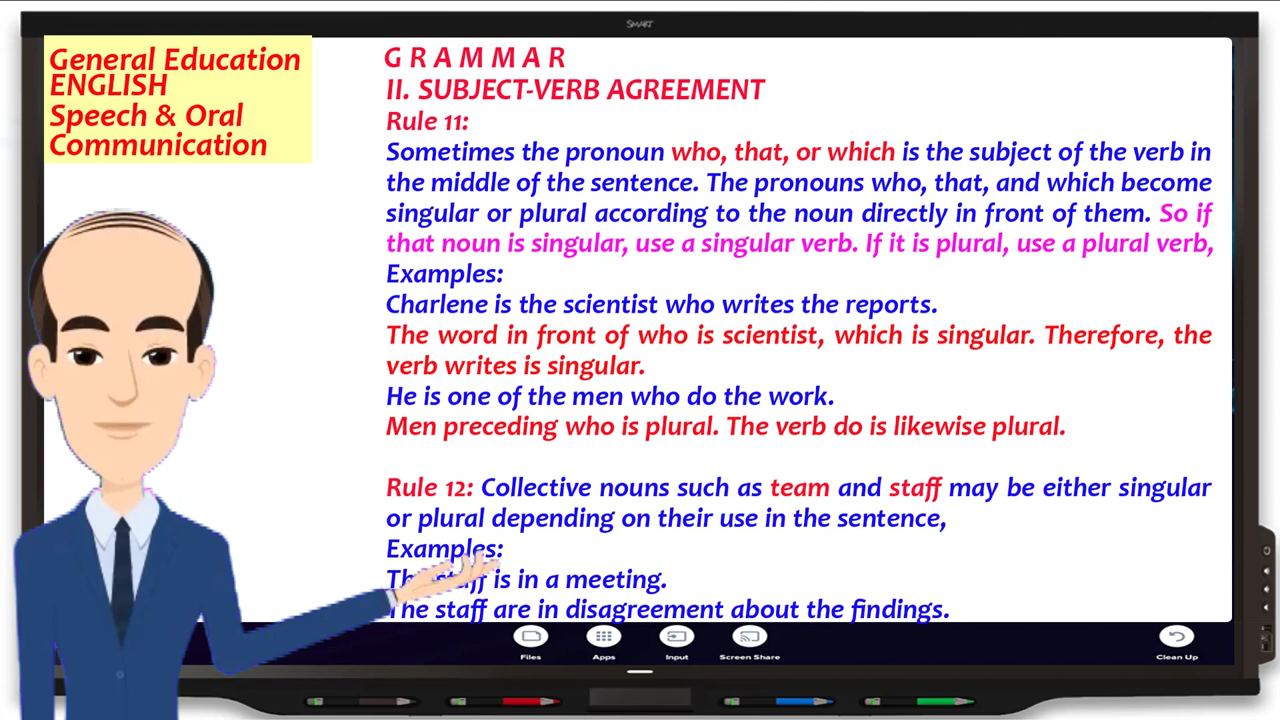 SMART
General Education
ENGLISH
Speech & Oral
Communication
G R A M M A R
II. SUBJECT-VERB AGREEMENT
Rule 11:
Sometimes the pronoun who, that, or which is the subject of the verb in
the middle of the sentence. The pronouns who, that, and which become
singular or plural according to the noun directly in front of them. So if
that noun is singular, use a singular verb. If it is plural, use a plural verb,
Examples:
Charlene is the scientist who writes the reports.
The word in front of who is scientist, which is singular. Therefore, the
verb writes is singular.
He is one of the men who do the work.
Men preceding who is plural. The verb do is likewise plural.
Rule 12: Collective nouns such as team and staff may be either singular
or plural depending on their use in the sentence,
Examples:
The staff is in a meeting.
The staff are in disagreement about the findings.
Files
Apps
Input
Screen Share
Clean Up